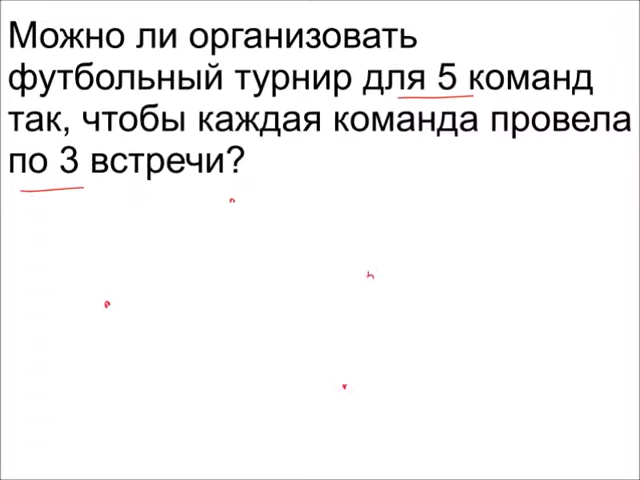 Можно ли организовать
футбольный турнир для 5 команд
так, чтобы каждая команда провела
по 3 встречи?